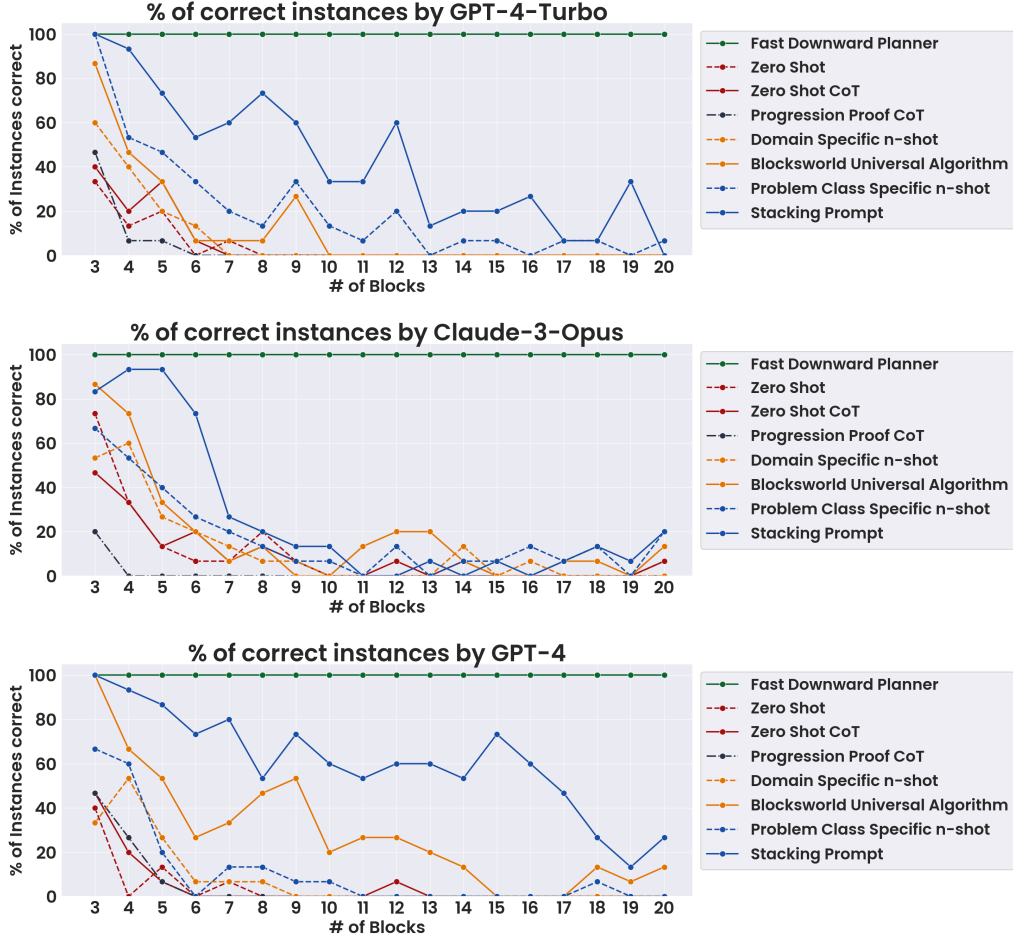 % of correct instances by GPT-4-Turbo
% of Instances correct
100
80
60
40
20
0
3 4 5 6 7 8 9 10 11 12 13 14 15 16 17 18 19 20
# of Blocks
Fast Downward Planner
Zero Shot
Zero Shot CoT
Progression Proof CoT
Domain Specific n-shot
Blocksworld Universal Algorithm
Problem Class Specific n-shot
Stacking Prompt
% of correct instances by Claude-3-Opus
% of Instances correct
100
80
60
40
20
0
3 4 5 6 7 8 9 10 11 12 13 14 15 16 17 18 19 20
# of Blocks
Fast Downward Planner
Zero Shot
Zero Shot CoT
Progression Proof CoT
Domain Specific n-shot
Blocksworld Universal Algorithm
Problem Class Specific n-shot
Stacking Prompt
% of correct instances by GPT-4
% of Instances correct
100
80
60
40
20
0
3 4 5 6 7 8 9 10 11 12 13 14 15 16 17 18 19 20
# of Blocks
Fast Downward Planner
Zero Shot
Zero Shot CoT
Progression Proof CoT
Domain Specific n-shot
Blocksworld Universal Algorithm
Problem Class Specific n-shot
Stacking Prompt